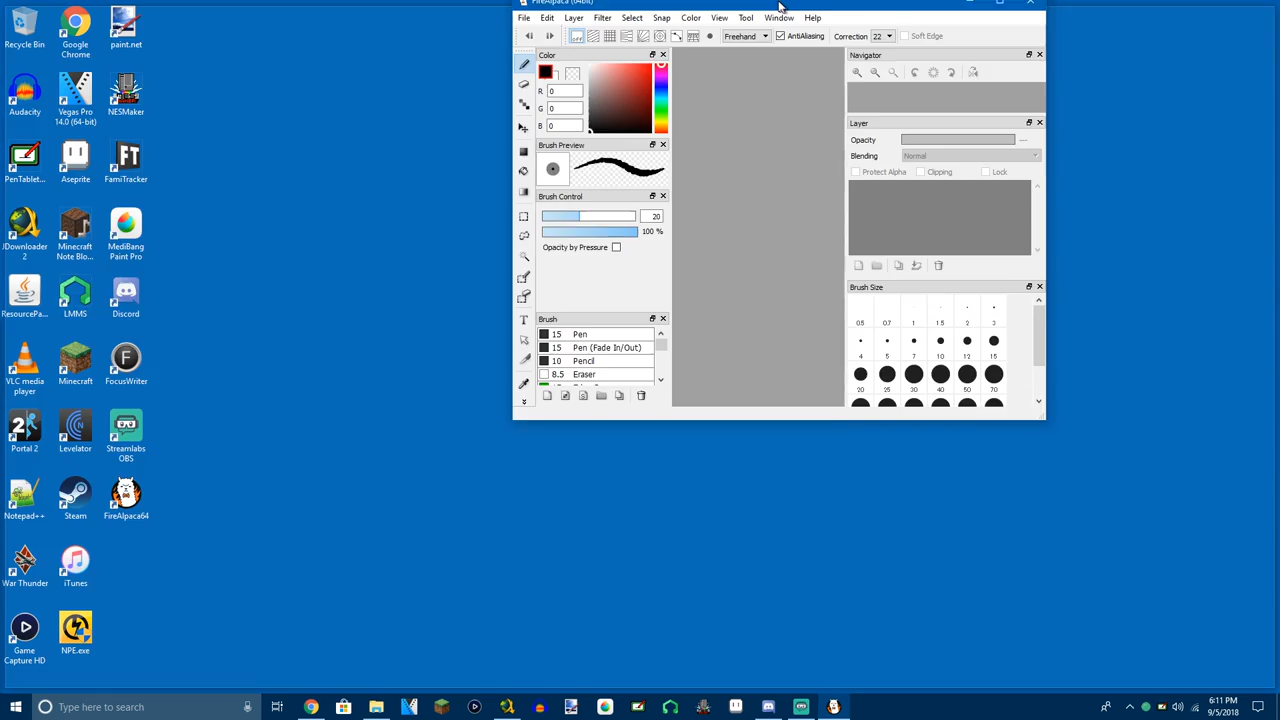 FireAlpaca (64bit)
File Edit Layer Filter Select Snap Color View Tool Window Help
off Freehand AntiAliasing Correction 22 Soft Edge
Color
R 0
G 0
B 0
Brush Preview
Brush Control
20
100 %
Opacity by Pressure
Brush
15 Pen
15 Pen (Fade In/Out)
10 Pencil
8.5 Eraser
Navigator
Layer
Opacity
Blending Normal
Protect Alpha Clipping Lock
Brush Size
0.5 0.7 1 1.5 2 3
4 5 7 10 12 15
20 25 30 40 50 70
Recycle Bin
Google Chrome
paint.net
Audacity
Vegas Pro 14.0 (64-bit)
NESMaker
PenTablet...
Aseprite
FamiTracker
JDownloader 2
Minecraft Note Blo...
MediBang Paint Pro
ResourcePa...
LMMS
Discord
VLC media player
Minecraft
FocusWriter
Portal 2
Levelator
Streamlabs OBS
Notepad++
Steam
FireAlpaca64
War Thunder
iTunes
Game Capture HD
NPE.exe
Type here to search
6:11 PM
9/5/2018